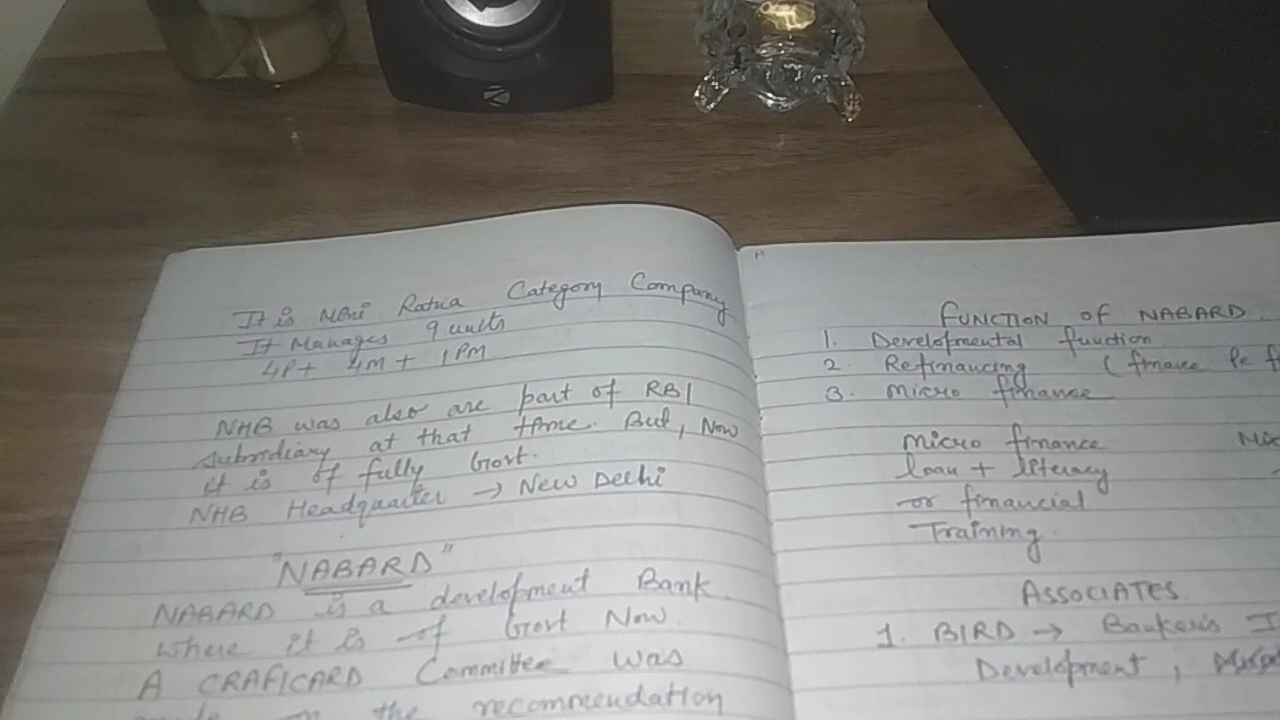 It is Mini Ratna Category Company
It Manages 9 units
4P + 4M + 1PM
NHB was also are part of RBI
subsidiary at that time. But, Now
it is of fully Govt.
NHB Headquarter → New Delhi
"NABARD"
NABARD is a development Bank.
where it is of Govt Now.
A CRAFICARD Committee was
the recommendation
FUNCTION OF NABARD
1. Developmental function
2. Refinancing (finance
3. Micro finance
Micro finance
loan + literacy
or financial
Training.
ASSOCIATES
1. BIRD → Banker's
Development,